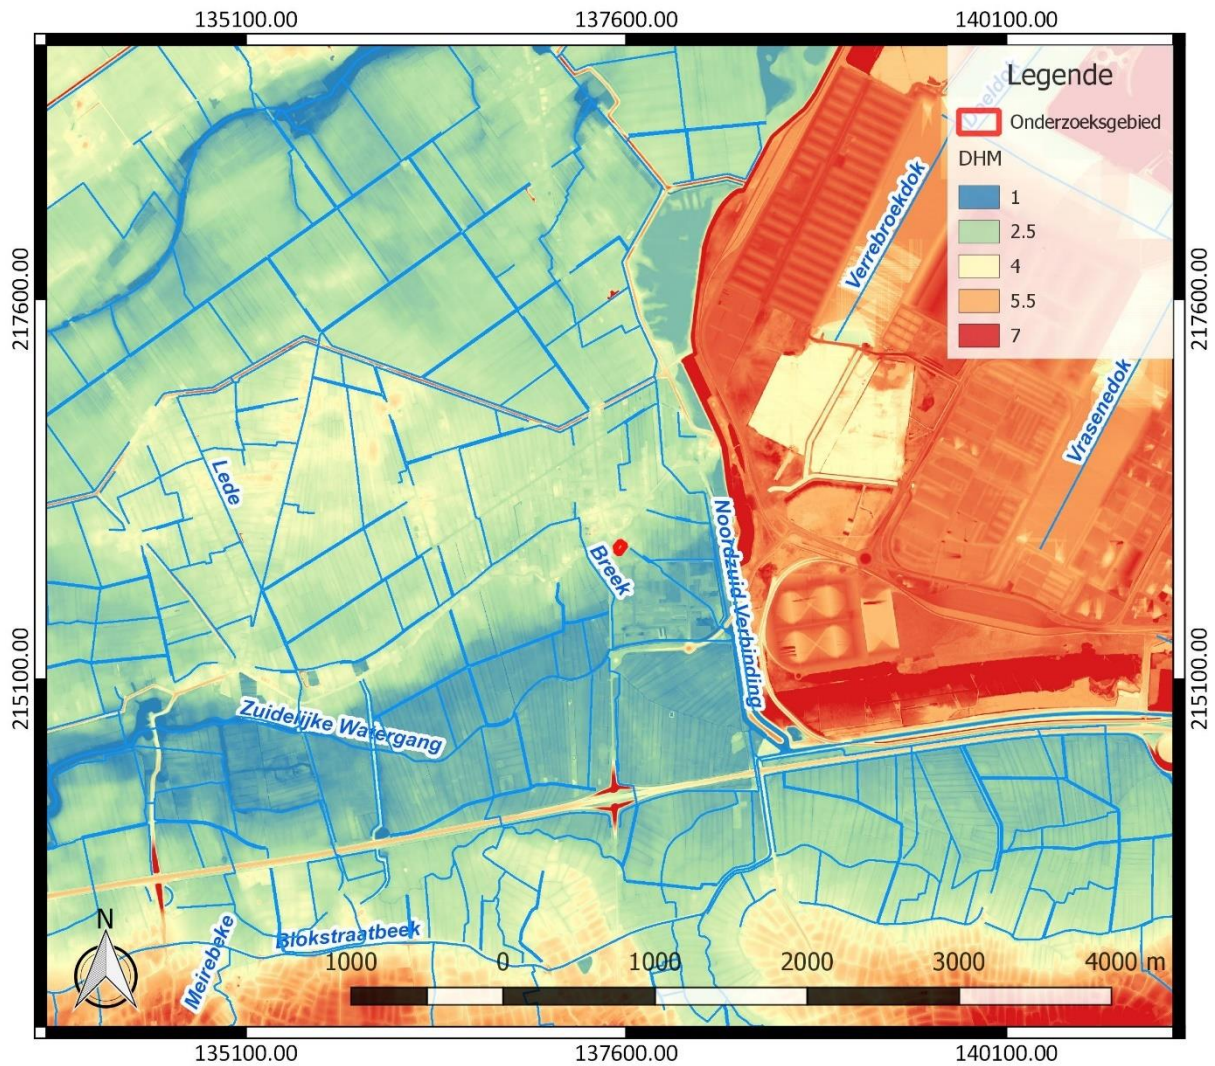 135100.00 137600.00 140100.00
Legende
Onderzoeksgebied
DHM
1
2.5
4
5.5
7
Doeldok
Verrebroekdok
217600.00 217600.00
Vrasenedok
Lede
Breek
Noordzuid Verbinding
215100.00 215100.00
Zuidelijke Watergang
N
Meirebeke
Blokstraatbeek
1000 0 1000 2000 3000 4000 m
135100.00 137600.00 140100.00